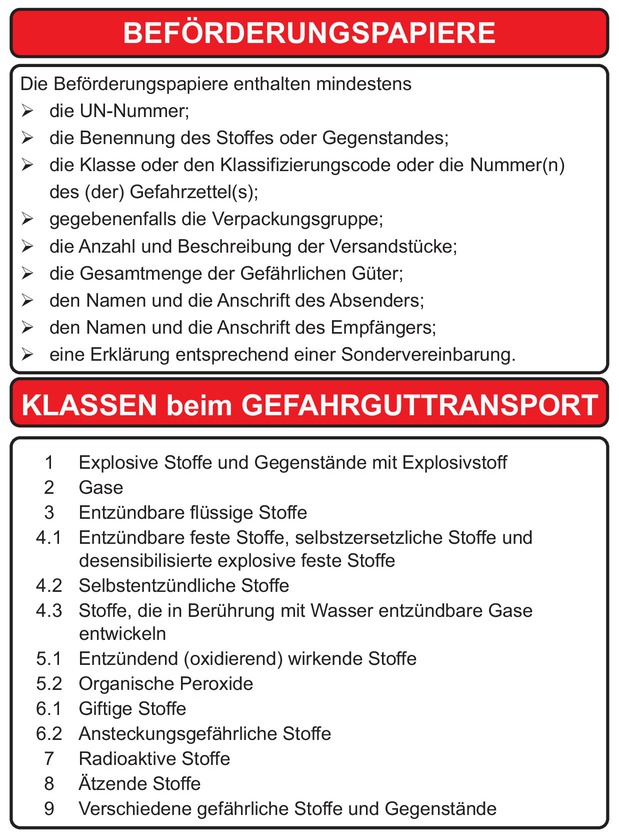 BEFÖRDERUNGSPAPIERE
Die Beförderungspapiere enthalten mindestens
➢ die UN-Nummer;
➢ die Benennung des Stoffes oder Gegenstandes;
➢ die Klasse oder den Klassifizierungscode oder die Nummer(n)
des (der) Gefahrzettel(s);
➢ gegebenenfalls die Verpackungsgruppe;
➢ die Anzahl und Beschreibung der Versandstücke;
➢ die Gesamtmenge der Gefährlichen Güter;
➢ den Namen und die Anschrift des Absenders;
➢ den Namen und die Anschrift des Empfängers;
➢ eine Erklärung entsprechend einer Sondervereinbarung.
KLASSEN beim GEFAHRGUTTRANSPORT
1 Explosive Stoffe und Gegenstände mit Explosivstoff
2 Gase
3 Entzündbare flüssige Stoffe
4.1 Entzündbare feste Stoffe, selbstzersetzliche Stoffe und
desensibilisierte explosive feste Stoffe
4.2 Selbstentzündliche Stoffe
4.3 Stoffe, die in Berührung mit Wasser entzündbare Gase
entwickeln
5.1 Entzündend (oxidierend) wirkende Stoffe
5.2 Organische Peroxide
6.1 Giftige Stoffe
6.2 Ansteckungsgefährliche Stoffe
7 Radioaktive Stoffe
8 Ätzende Stoffe
9 Verschiedene gefährliche Stoffe und Gegenstände